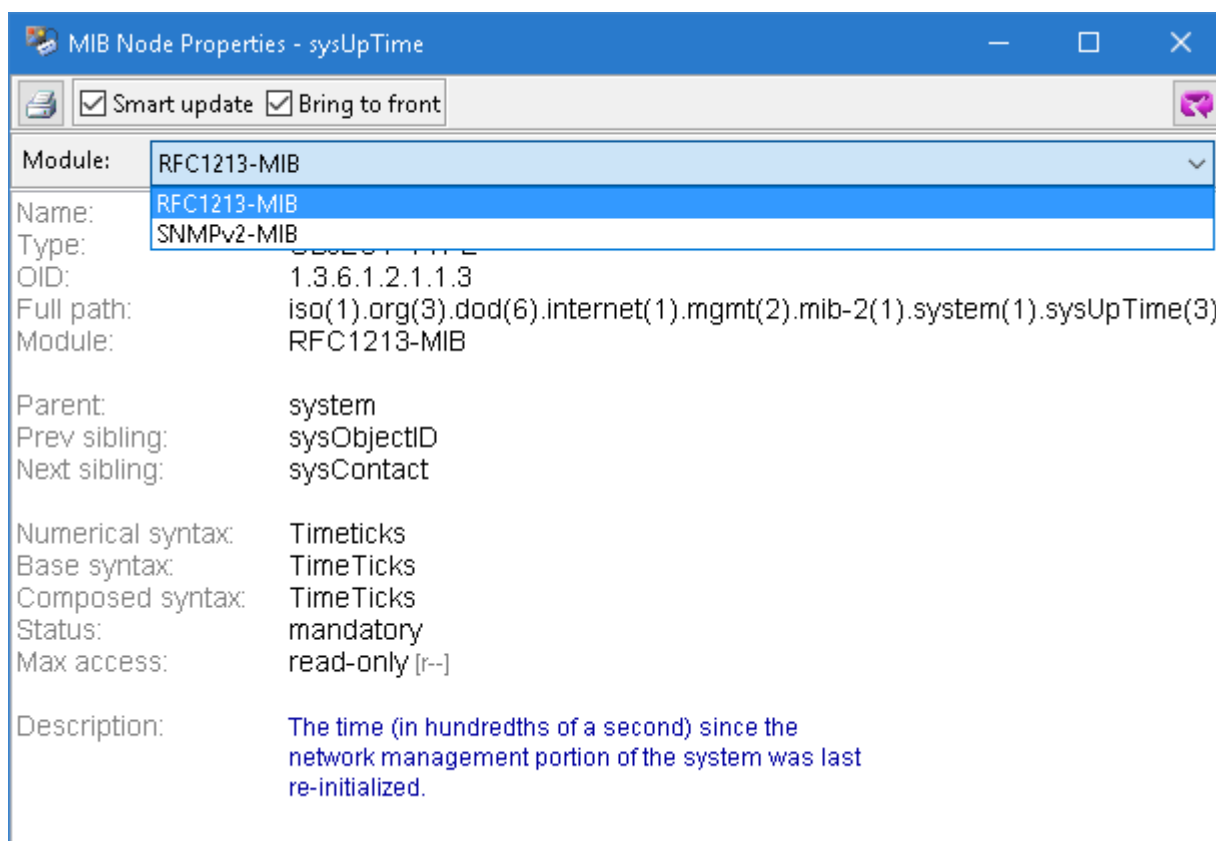 MIB Node Properties - sysUpTime
Smart update Bring to front
Module: RFC1213-MIB
RFC1213-MIB
SNMPv2-MIB
Name:
Type:
OID: 1.3.6.1.2.1.1.3
Full path: iso(1).org(3).dod(6).internet(1).mgmt(2).mib-2(1).system(1).sysUpTime(3)
Module: RFC1213-MIB
Parent: system
Prev sibling: sysObjectID
Next sibling: sysContact
Numerical syntax: Timeticks
Base syntax: TimeTicks
Composed syntax: TimeTicks
Status: mandatory
Max access: read-only [r--]
Description: The time (in hundredths of a second) since the
network management portion of the system was last
re-initialized.